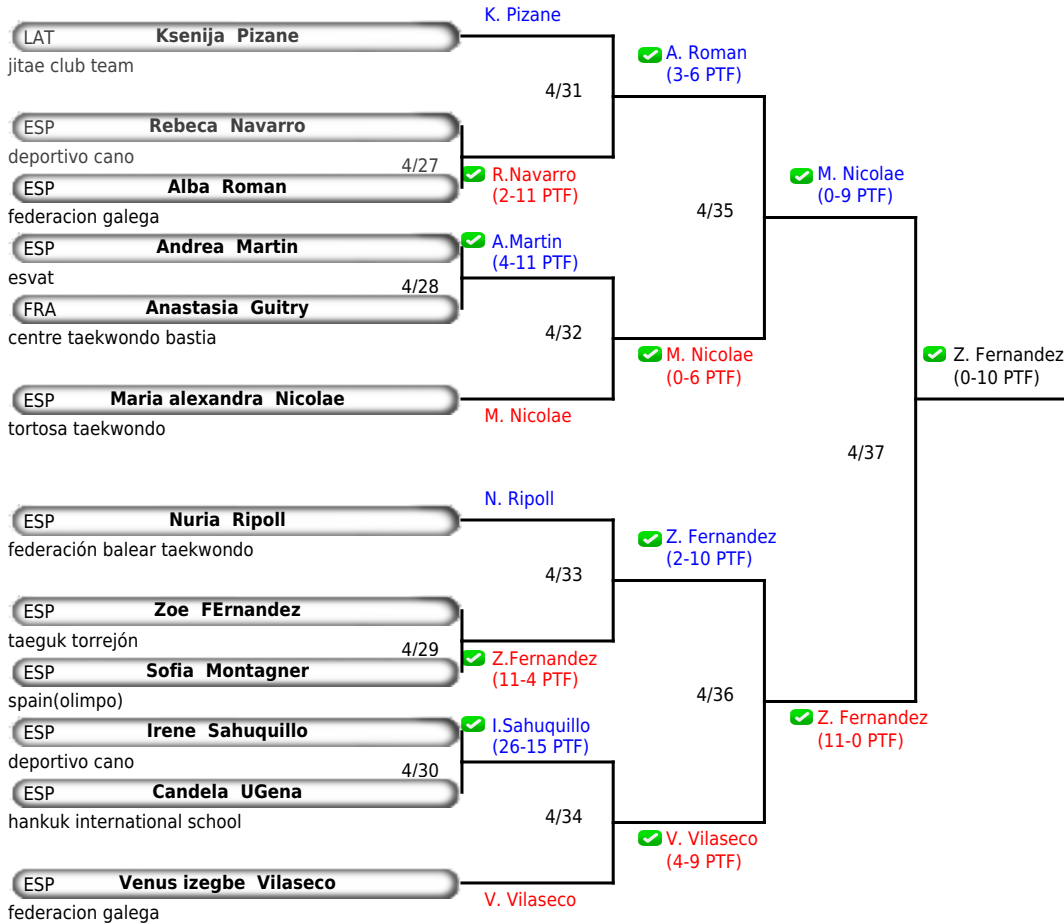 K. Pizane
LAT Ksenija Pizane
jitae club team
A. Roman
(3-6 PTF)
4/31
ESP Rebeca Navarro
deportivo cano
4/27
R.Navarro
(2-11 PTF)
ESP Alba Roman
federacion galega
M. Nicolae
(0-9 PTF)
4/35
ESP Andrea Martin
esvat
A.Martin
(4-11 PTF)
4/28
FRA Anastasia Guitry
centre taekwondo bastia
4/32
M. Nicolae
(0-6 PTF)
Z. Fernandez
(0-10 PTF)
ESP Maria alexandra Nicolae
tortosa taekwondo
M. Nicolae
4/37
N. Ripoll
ESP Nuria Ripoll
federación balear taekwondo
Z. Fernandez
(2-10 PTF)
4/33
ESP Zoe FErnandez
taeguk torrejón
4/29
Z.Fernandez
(11-4 PTF)
ESP Sofia Montagner
spain(olimpo)
4/36
Z. Fernandez
(11-0 PTF)
ESP Irene Sahuquillo
deportivo cano
I.Sahuquillo
(26-15 PTF)
4/30
ESP Candela UGena
hankuk international school
4/34
V. Vilaseco
(4-9 PTF)
ESP Venus izegbe Vilaseco
federacion galega
V. Vilaseco